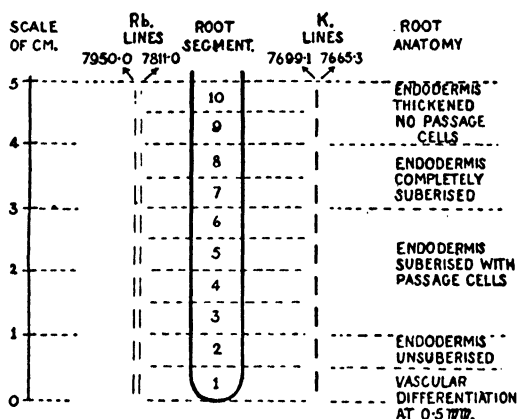 SCALE OF CM.
Rb. LINES
7950·0 7811·0
ROOT SEGMENT.
K. LINES
7699·1 7665·3
ROOT ANATOMY
5
4
3
2
1
0
10
9
8
7
6
5
4
3
2
1
ENDODERMIS
THICKENED
NO PASSAGE
CELLS
ENDODERMIS
COMPLETELY
SUBERISED
ENDODERMIS
SUBERISED WITH
PASSAGE CELLS
ENDODERMIS
UNSUBERISED
VASCULAR
DIFFERENTIATION
AT 0·5 mm.